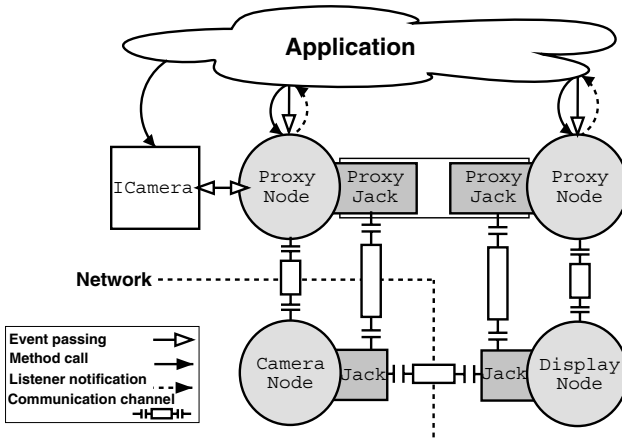 Application
ICamera
Proxy
Node
Proxy
Jack
Proxy
Jack
Proxy
Node
Network
Camera
Node
Jack
Jack
Display
Node
Event passing
Method call
Listener notification
Communication channel